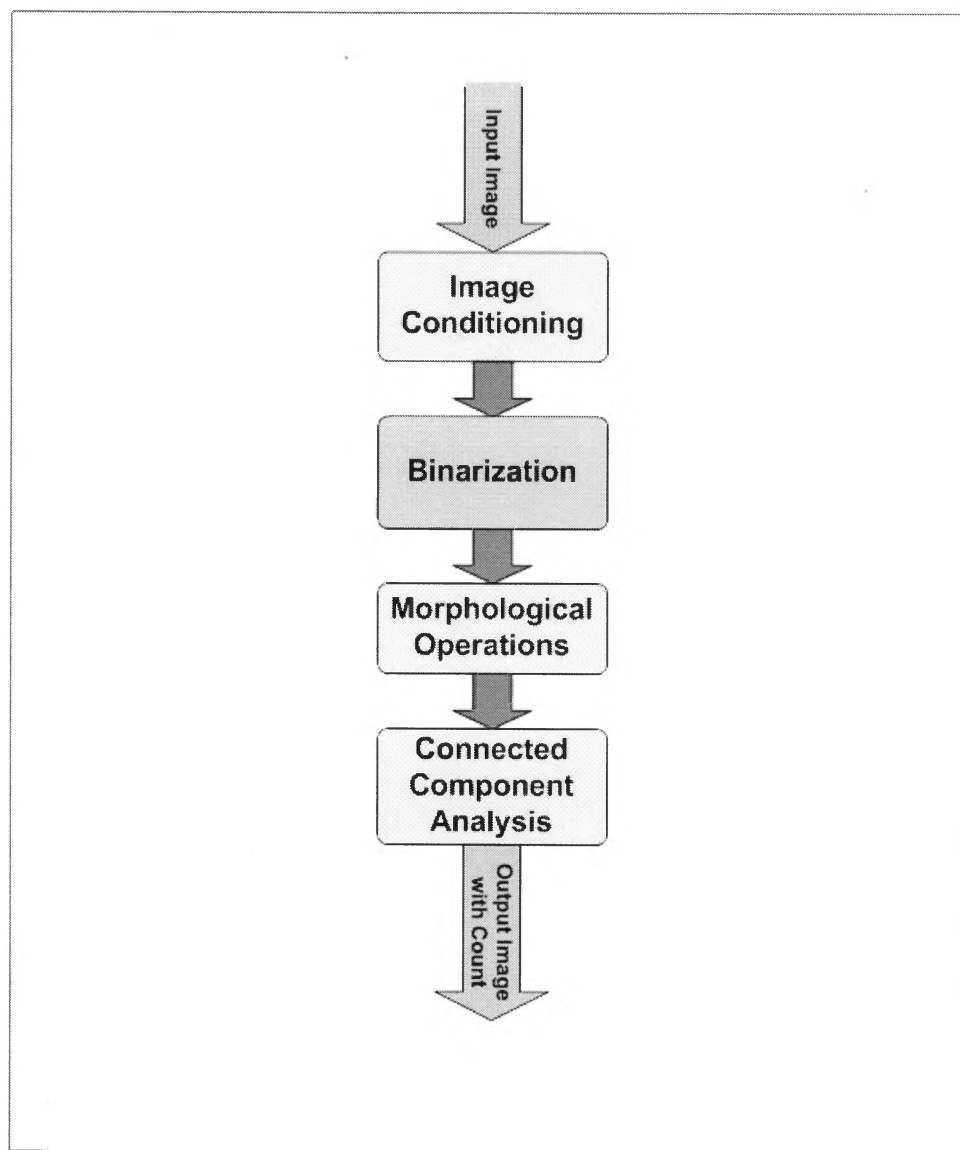 Input Image
Image
Conditioning
Binarization
Morphological
Operations
Connected
Component
Analysis
Output Image
with Count